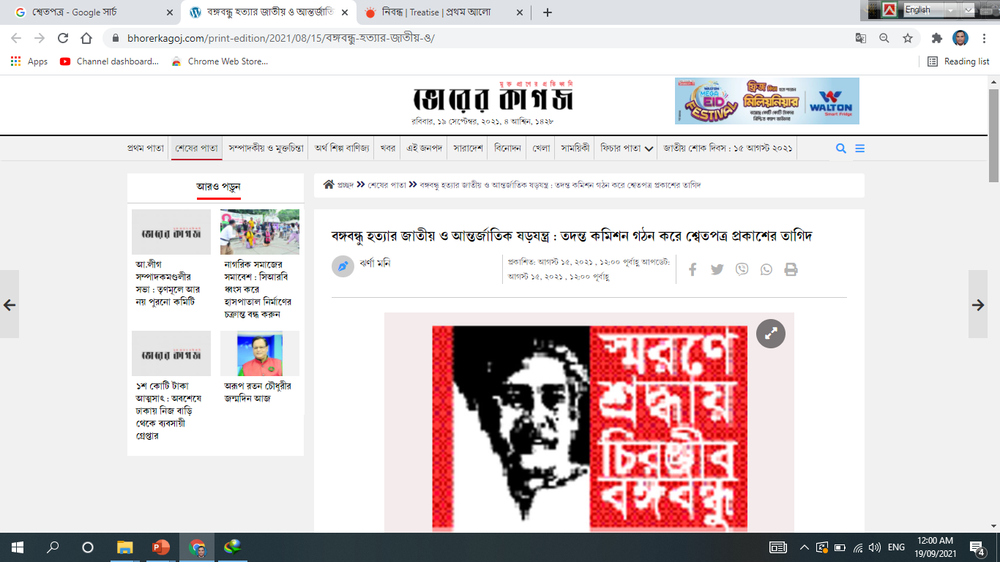 শ্বেতপত্র - Google সার্চ
বঙ্গবন্ধু হত্যার জাতীয় ও আন্তর্জাতি
নিবন্ধ | Treatise | প্রথম আলো
English
bhorerkagoj.com/print-edition/2021/08/15/বঙ্গবন্ধু-হত্যার-জাতীয়-ও/
Apps
Channel dashboard...
Chrome Web Store...
Reading list
মুক্ত প্রাণের প্রতিধ্বনি
ভোরের কাগজ
রবিবার, ১৯ সেপ্টেম্বর, ২০২১, ৪ আশ্বিন, ১৪২৮
WALTON
MEGA
EID
FESTIVAL
ফ্রিজ কিনে হতে পারেন
মিলিয়নিয়ার
WALTON
Smart Fridge
প্রথম পাতা
শেষের পাতা
সম্পাদকীয় ও মুক্তচিন্তা
অর্থ শিল্প বাণিজ্য
খবর
এই জনপদ
সারাদেশ
বিনোদন
খেলা
সাময়িকী
ফিচার পাতা
জাতীয় শোক দিবস : ১৫ আগস্ট ২০২১
আরও পড়ুন
ভোরের কাগজ
আ.লীগ
সম্পাদকমণ্ডলীর
সভা : তৃণমূলে আর
নয় পুরনো কমিটি
নাগরিক সমাজের
সমাবেশ : সিআরবি
ধ্বংস করে
হাসপাতাল নির্মাণের
চক্রান্ত বন্ধ করুন
ভোরের কাগজ
১শ কোটি টাকা
আত্মসাৎ : অবশেষে
ঢাকায় নিজ বাড়ি
থেকে ব্যবসায়ী
গ্রেপ্তার
অরূপ রতন চৌধুরীর
জন্মদিন আজ
প্রচ্ছদ » শেষের পাতা » বঙ্গবন্ধু হত্যার জাতীয় ও আন্তর্জাতিক ষড়যন্ত্র : তদন্ত কমিশন গঠন করে শ্বেতপত্র প্রকাশের তাগিদ
বঙ্গবন্ধু হত্যার জাতীয় ও আন্তর্জাতিক ষড়যন্ত্র : তদন্ত কমিশন গঠন করে শ্বেতপত্র প্রকাশের তাগিদ
ঝর্ণা মনি
প্রকাশিত: আগস্ট ১৫, ২০২১ , ১২:০০ পূর্বাহ্ণ আপডেট:
আগস্ট ১৫, ২০২১ , ১২:০০ পূর্বাহ্ণ
স্মরণে
শ্রদ্ধায়
চিরঞ্জীব
বঙ্গবন্ধু
ENG
12:00 AM
19/09/2021
4